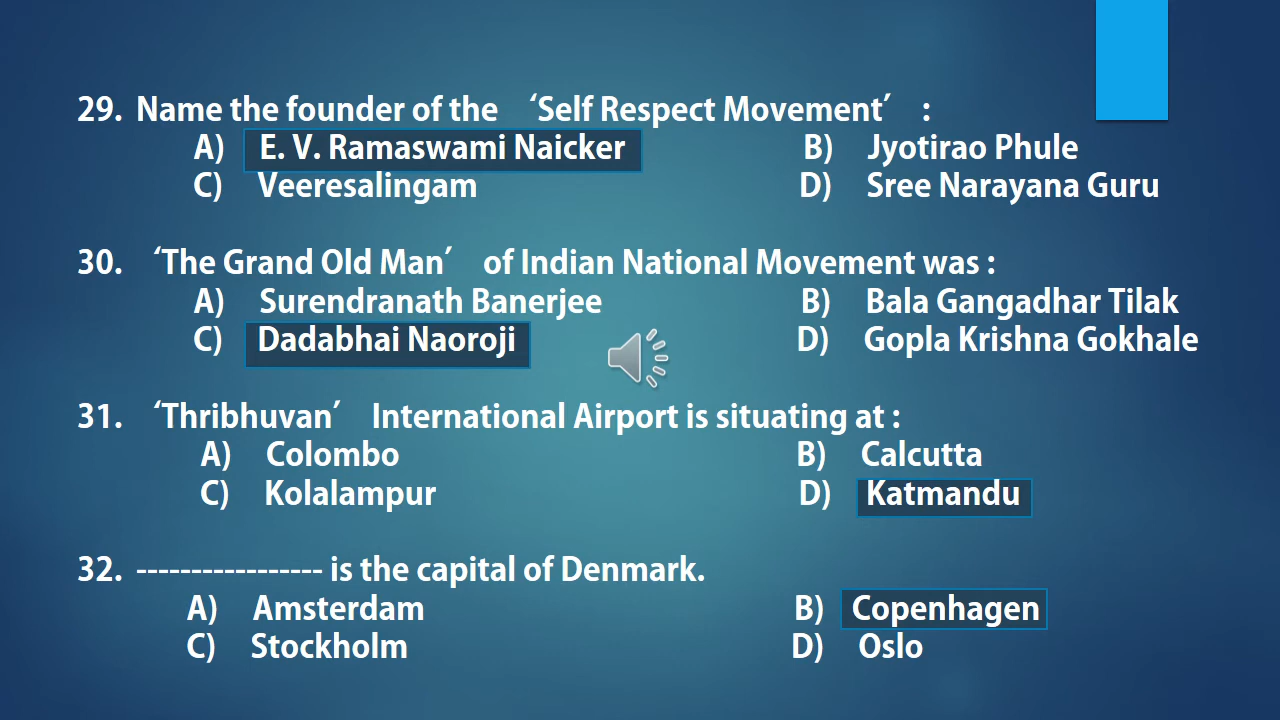 29. Name the founder of the ‘Self Respect Movement’ :
A) E. V. Ramaswami Naicker B) Jyotirao Phule
C) Veeresalingam D) Sree Narayana Guru
30. ‘The Grand Old Man’ of Indian National Movement was :
A) Surendranath Banerjee B) Bala Gangadhar Tilak
C) Dadabhai Naoroji D) Gopla Krishna Gokhale
31. ‘Thribhuvan’ International Airport is situating at :
A) Colombo B) Calcutta
C) Kolalampur D) Katmandu
32. ----------------- is the capital of Denmark.
A) Amsterdam B) Copenhagen
C) Stockholm D) Oslo